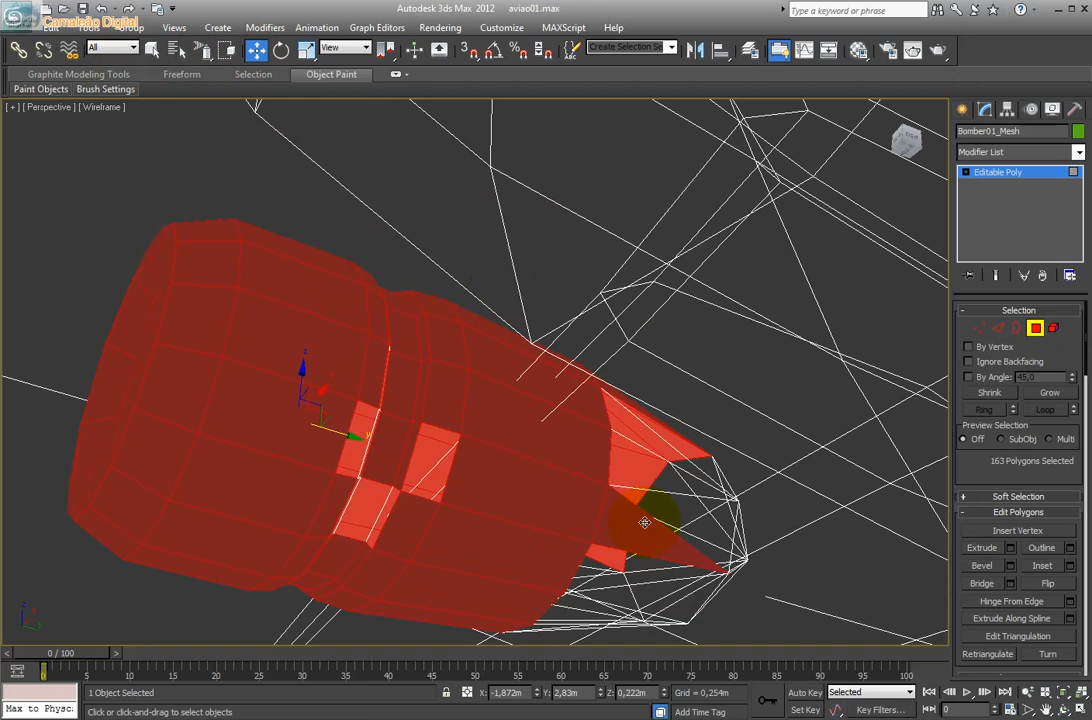 Autodesk 3ds Max 2012    aviao01.max
Type a keyword or phrase
Camaleão Digital
Edit Tools Group Views Create Modifiers Animation Graph Editors Rendering Customize MAXScript Help
All View Create Selection Se
Graphite Modeling Tools Freeform Selection Object Paint
Paint Objects Brush Settings
[ + ] [ Perspective ] [ Wireframe ]
Bomber01_Mesh
Modifier List
Editable Poly
Selection
By Vertex
Ignore Backfacing
By Angle: 45,0
Shrink Grow
Ring Loop
Preview Selection
Off SubObj Multi
163 Polygons Selected
Soft Selection
Edit Polygons
Insert Vertex
Extrude Outline
Bevel Inset
Bridge Flip
Hinge From Edge
Extrude Along Spline
Edit Triangulation
Retriangulate Turn
z
y
0 / 100
0 5 10 15 20 25 30 35 40 45 50 55 60 65 70 75 80 85 90 95 100
1 Object Selected X: -1,872m Y: 2,83m Z: 0,222m Grid = 0,254m Auto Key Selected
Max to Physc Click or click-and-drag to select objects Add Time Tag Set Key Key Filters... 0